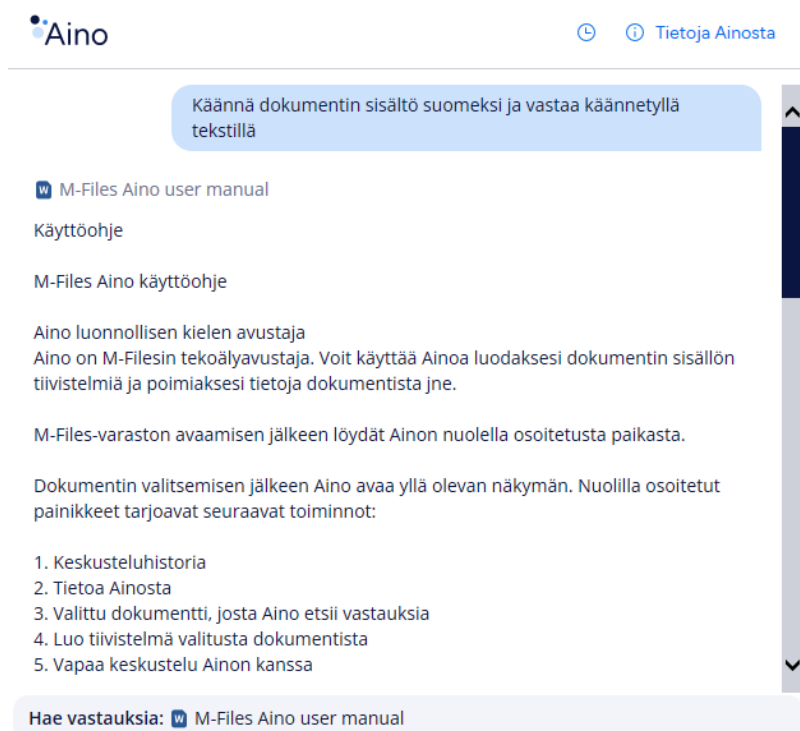 Aino
Tietoja Ainosta
Käännä dokumentin sisältö suomeksi ja vastaa käännetyllä
tekstillä
M-Files Aino user manual
Käyttöohje
M-Files Aino käyttöohje
Aino luonnollisen kielen avustaja
Aino on M-Filesin tekoälyavustaja. Voit käyttää Ainoa luodaksesi dokumentin sisällön
tiivistelmiä ja poimiaksesi tietoja dokumentista jne.
M-Files-varaston avaamisen jälkeen löydät Ainon nuolella osoitetusta paikasta.
Dokumentin valitsemisen jälkeen Aino avaa yllä olevan näkymän. Nuolilla osoitetut
painikkeet tarjoavat seuraavat toiminnot:
1. Keskusteluhistoria
2. Tietoa Ainosta
3. Valittu dokumentti, josta Aino etsii vastauksia
4. Luo tiivistelmä valitusta dokumentista
5. Vapaa keskustelu Ainon kanssa
Hae vastauksia: M-Files Aino user manual